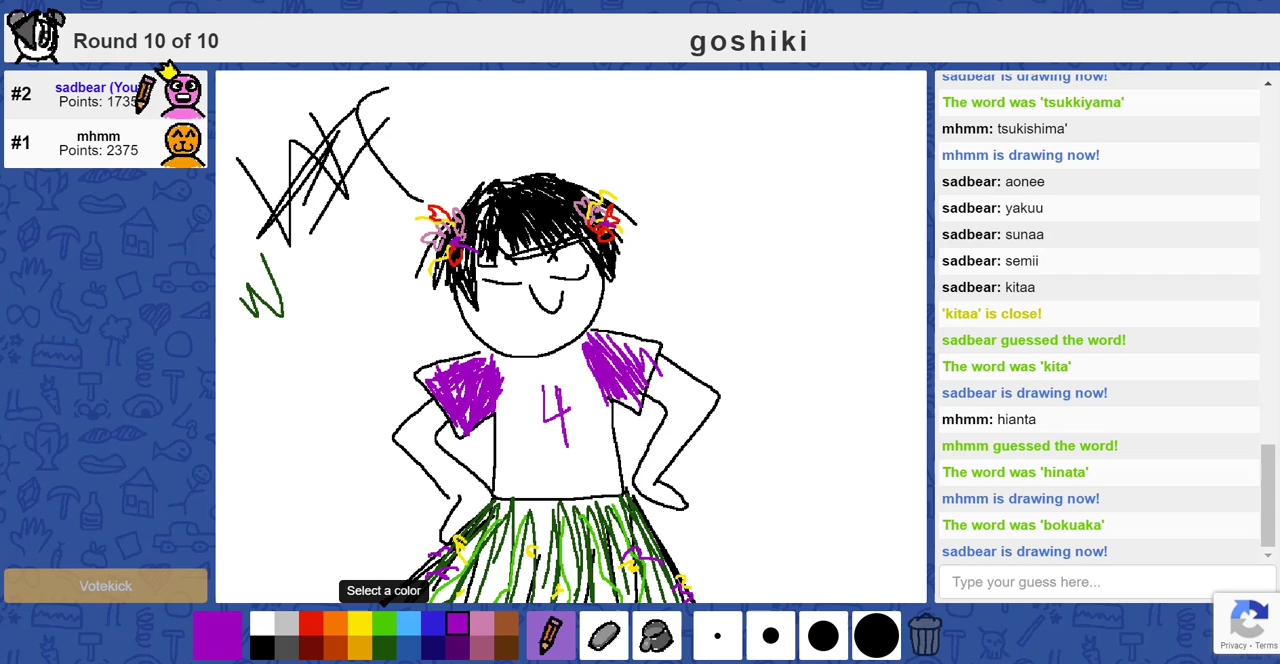 Round 10 of 10
goshiki
#2
sadbear (You
Points: 1735
#1
mhmm
Points: 2375
4
sadbear is drawing now!
The word was 'tsukkiyama'
mhmm: tsukishima'
mhmm is drawing now!
sadbear: aonee
sadbear: yakuu
sadbear: sunaa
sadbear: semii
sadbear: kitaa
'kitaa' is close!
sadbear guessed the word!
The word was 'kita'
sadbear is drawing now!
mhmm: hianta
mhmm guessed the word!
The word was 'hinata'
mhmm is drawing now!
The word was 'bokuaka'
sadbear is drawing now!
Type your guess here...
Votekick
Select a color
Privacy - Terms